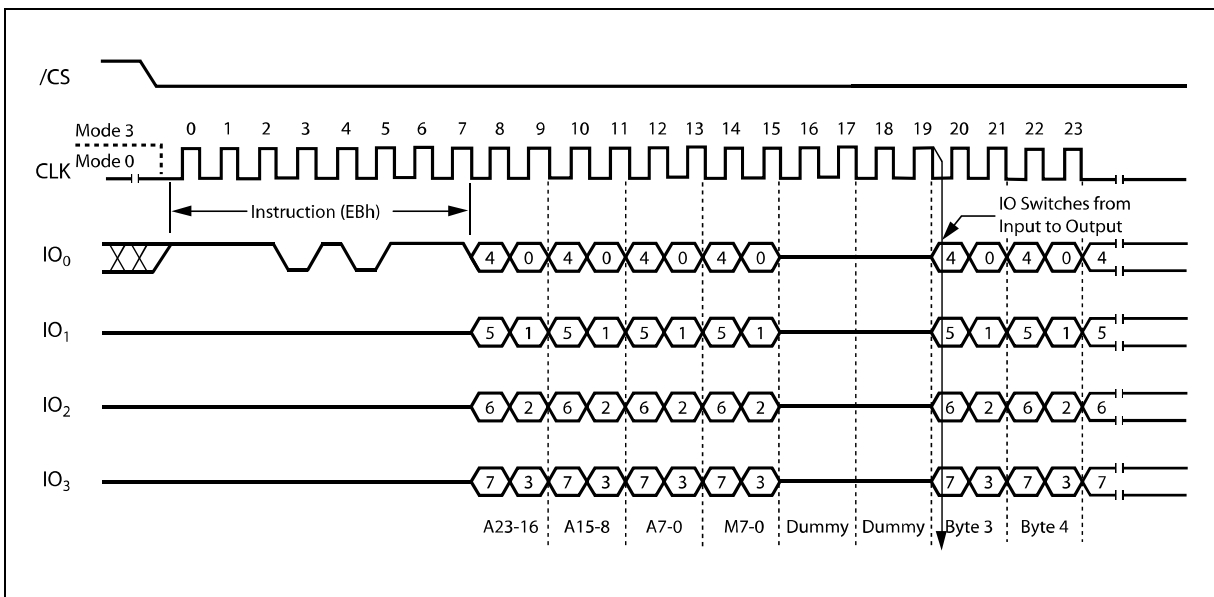 /CS
Mode 3
0 1 2 3 4 5 6 7 8 9 10 11 12 13 14 15 16 17 18 19 20 21 22 23
Mode 0
CLK
Instruction (EBh)
IO Switches from
Input to Output
IO0 4 0 4 0 4 0 4 0 4 0 4 0 4
IO1 5 1 5 1 5 1 5 1 5 1 5 1 5
IO2 6 2 6 2 6 2 6 2 6 2 6 2 6
IO3 7 3 7 3 7 3 7 3 7 3 7 3 7
A23-16 A15-8 A7-0 M7-0 Dummy Dummy Byte 3 Byte 4